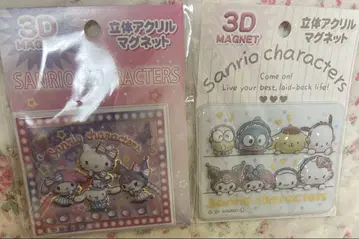 3D
MAGNET
立体アクリル
マグネット
SANRIO CHARACTERS
Sanrio characters
3D
MAGNET
立体アクリル
マグネット
Sanrio characters
Come on!
Live your best, laid-back life!
Sanrio characters